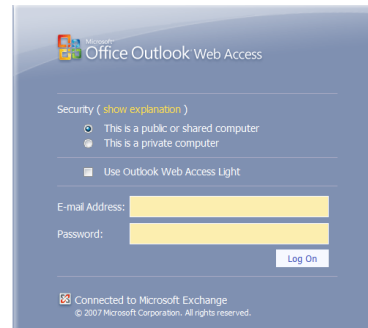 Microsoft
Office Outlook Web Access
Security ( show explanation )
This is a public or shared computer
This is a private computer
Use Outlook Web Access Light
E-mail Address:
Password:
Log On
Connected to Microsoft Exchange
© 2007 Microsoft Corporation. All rights reserved.